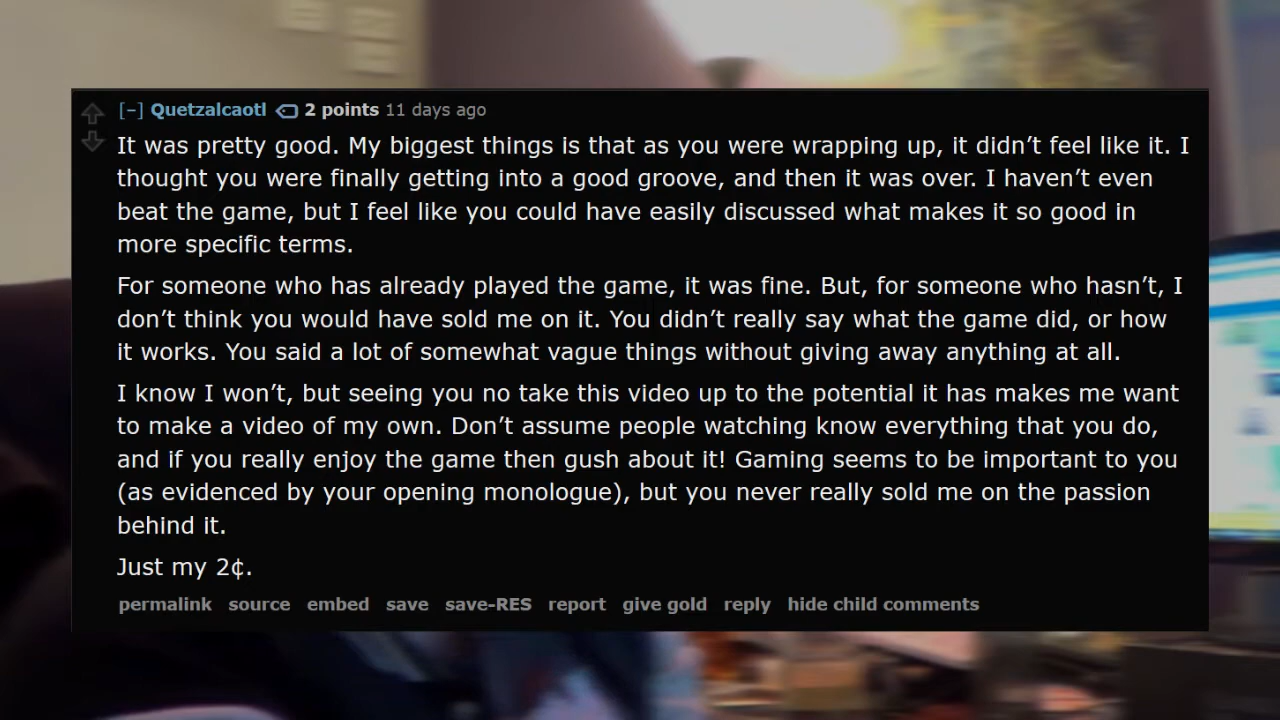 [-] Quetzalcaotl 2 points 11 days ago
It was pretty good. My biggest things is that as you were wrapping up, it didn’t feel like it. I
thought you were finally getting into a good groove, and then it was over. I haven’t even
beat the game, but I feel like you could have easily discussed what makes it so good in
more specific terms.
For someone who has already played the game, it was fine. But, for someone who hasn’t, I
don’t think you would have sold me on it. You didn’t really say what the game did, or how
it works. You said a lot of somewhat vague things without giving away anything at all.
I know I won’t, but seeing you no take this video up to the potential it has makes me want
to make a video of my own. Don’t assume people watching know everything that you do,
and if you really enjoy the game then gush about it! Gaming seems to be important to you
(as evidenced by your opening monologue), but you never really sold me on the passion
behind it.
Just my 2¢.
permalink source embed save save-RES report give gold reply hide child comments